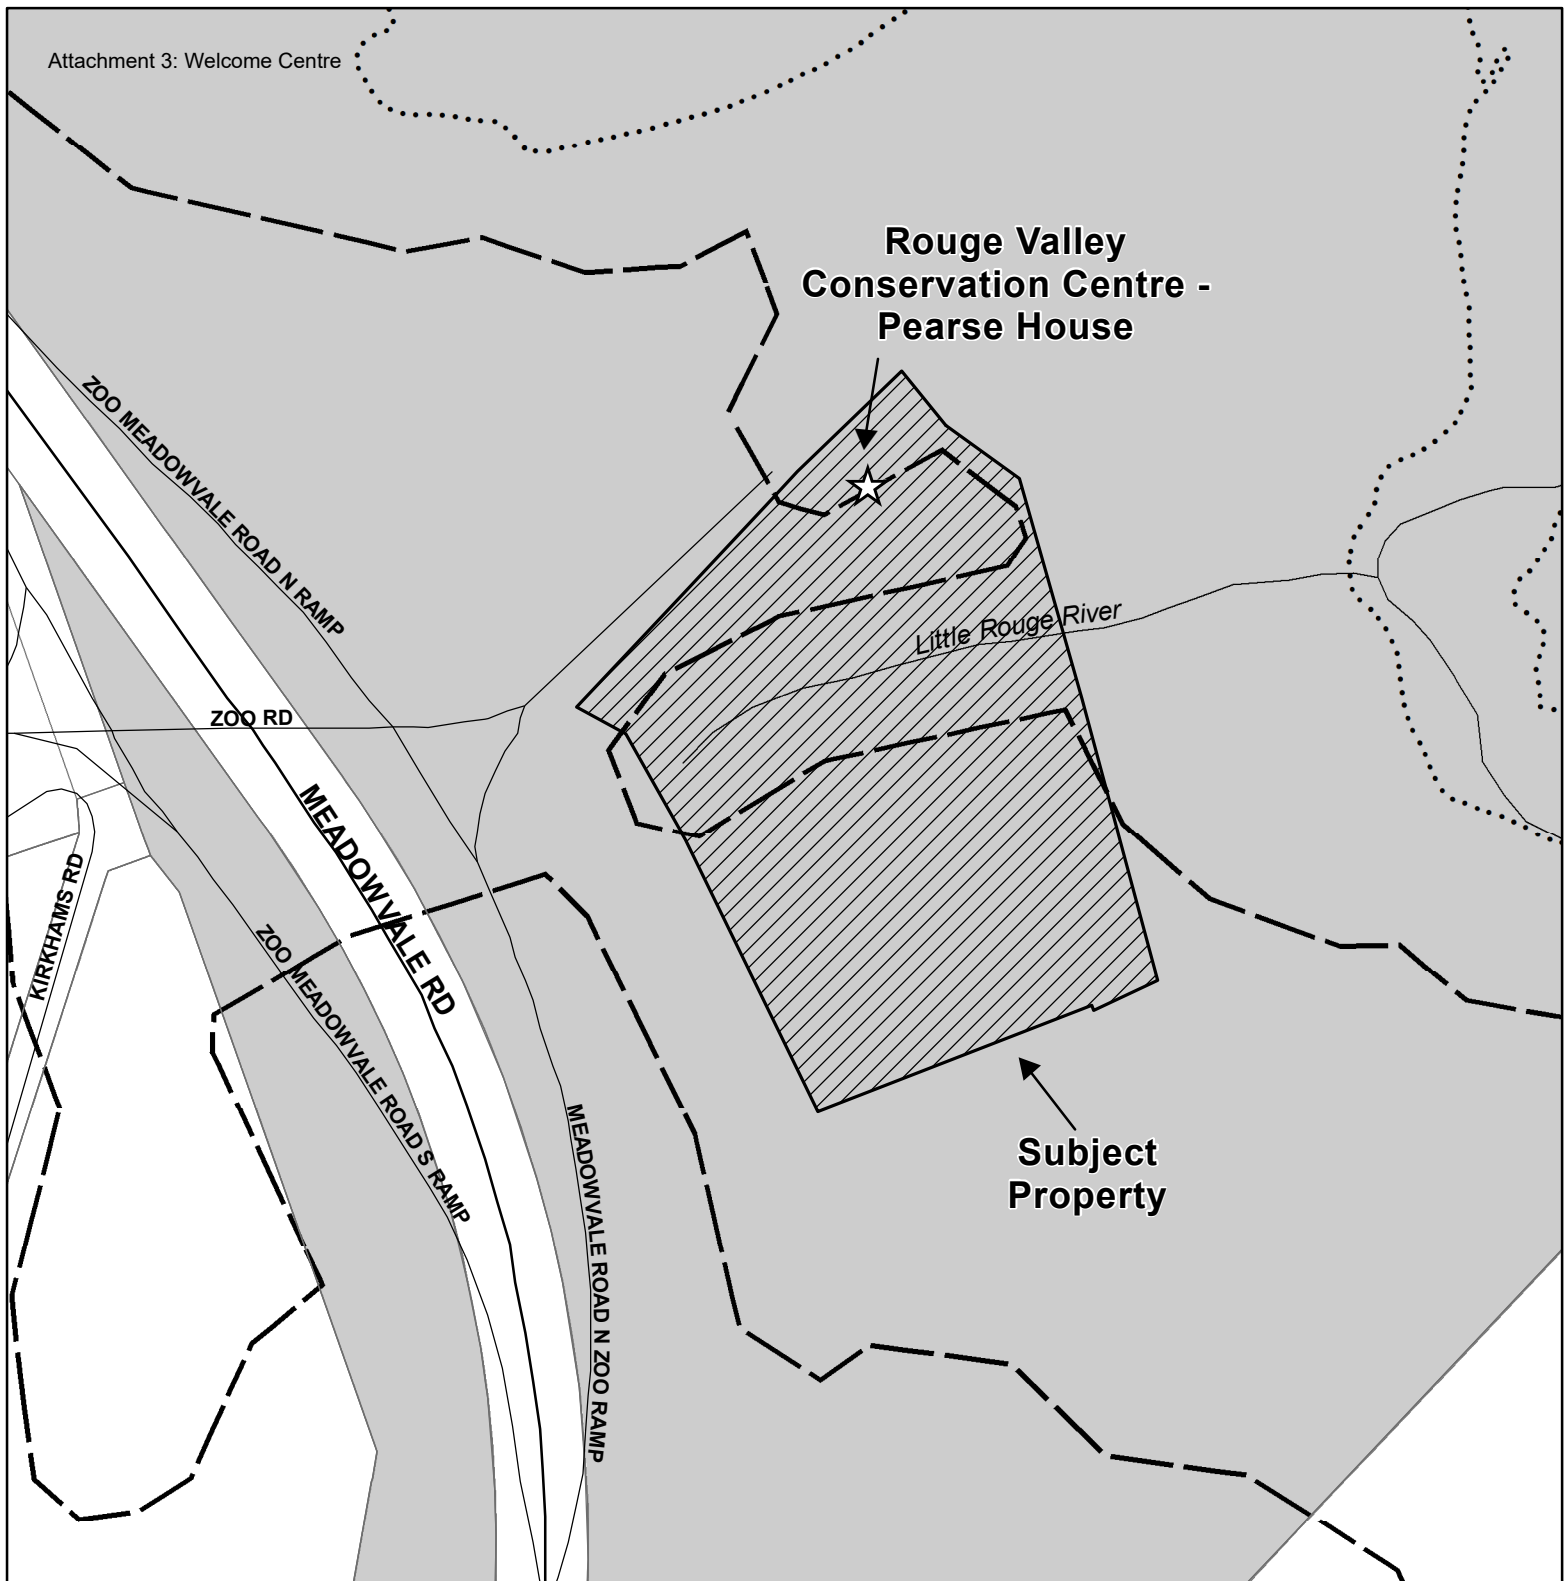 Attachment 3: Welcome Centre
Rouge Valley
Conservation Centre -
Pearse House
ZOO MEADOWVALE ROAD N RAMP
Little Rouge River
ZOO RD
MEADOWVALE RD
KIRKHAMS RD
ZOO MEADOWVALE ROAD S RAMP
MEADOWVALE ROAD N ZOO RAMP
Subject
Property